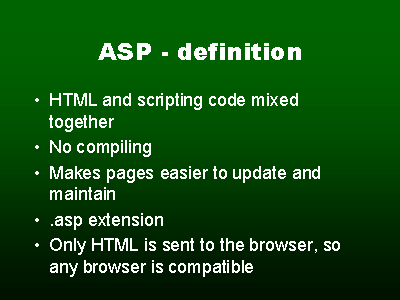 ASP - definition
• HTML and scripting code mixed
together
• No compiling
• Makes pages easier to update and
maintain
• .asp extension
• Only HTML is sent to the browser, so
any browser is compatible